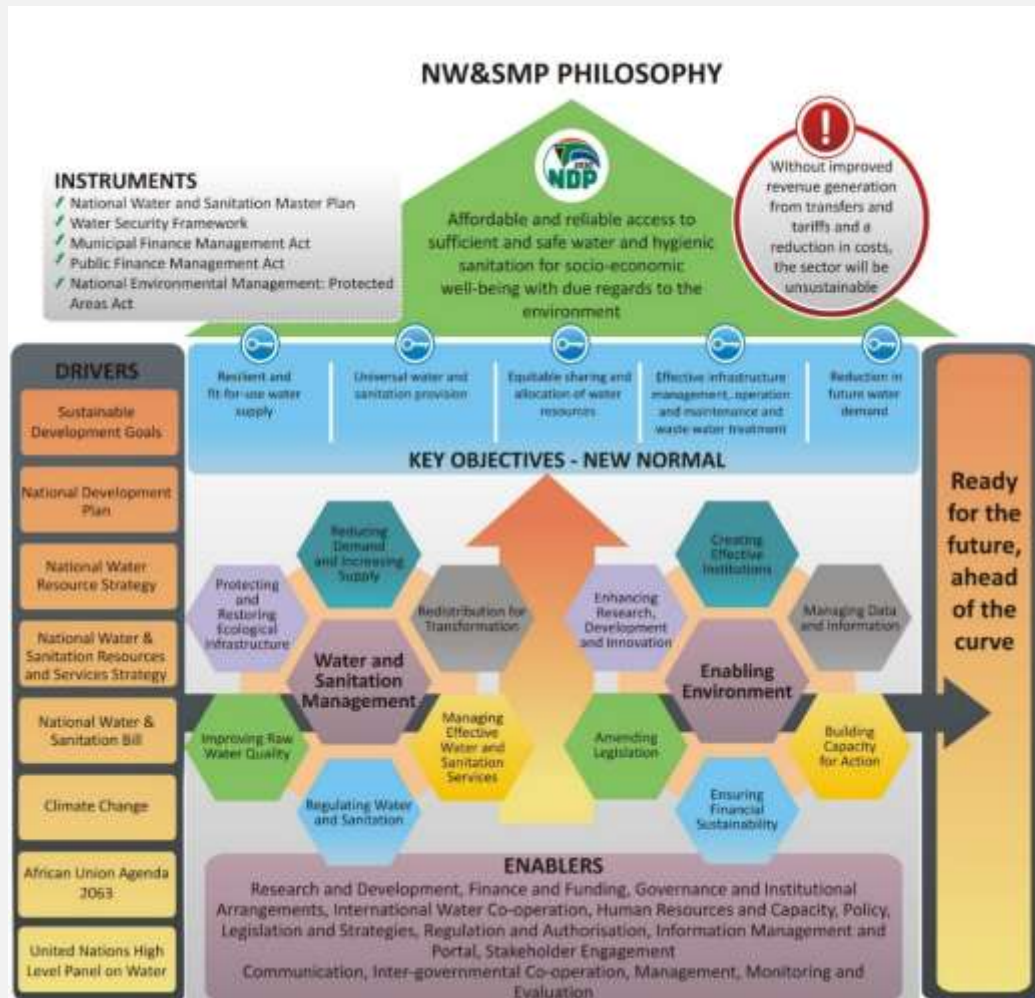 NW&SMP PHILOSOPHY
INSTRUMENTS
National Water and Sanitation Master Plan
Water Security Framework
Municipal Finance Management Act
Public Finance Management Act
National Environmental Management: Protected
Areas Act
NDP
Affordable and reliable access to
sufficient and safe water and hygienic
sanitation for socio-economic
well-being with due regards to the
environment
!
Without improved
revenue generation
from transfers and
tariffs and a
reduction in costs,
the sector will be
unsustainable
DRIVERS
Sustainable
Development Goals
National Development
Plan
National Water
Resource Strategy
National Water &
Sanitation Resources
and Services Strategy
National Water &
Sanitation Bill
Climate Change
African Union Agenda
2063
United Nations High
Level Panel on Water
Resilient and
fit-for-use water
supply
Universal water and
sanitation provision
Equitable sharing and
allocation of water
resources
Effective infrastructure
management, operation
and maintenance and
waste water treatment
Reduction in
future water
demand
KEY OBJECTIVES - NEW NORMAL
Reducing
Demand
and Increasing
Supply
Protecting
and
Restoring
Ecological
Infrastructure
Redistribution for
Transformation
Water and
Sanitation
Management
Improving Raw
Water Quality
Managing
Effective
Water and
Sanitation
Services
Regulating Water
and Sanitation
Creating
Effective
Institutions
Enhancing
Research,
Development
and Innovation
Managing Data
and Information
Enabling
Environment
Amending
Legislation
Building
Capacity
for Action
Ensuring
Financial
Sustainability
Ready
for the
future,
ahead
of the
curve
ENABLERS
Research and Development, Finance and Funding, Governance and Institutional
Arrangements, International Water Co-operation, Human Resources and Capacity, Policy,
Legislation and Strategies, Regulation and Authorisation, Information Management and
Portal, Stakeholder Engagement
Communication, Inter-governmental Co-operation, Management, Monitoring and
Evaluation